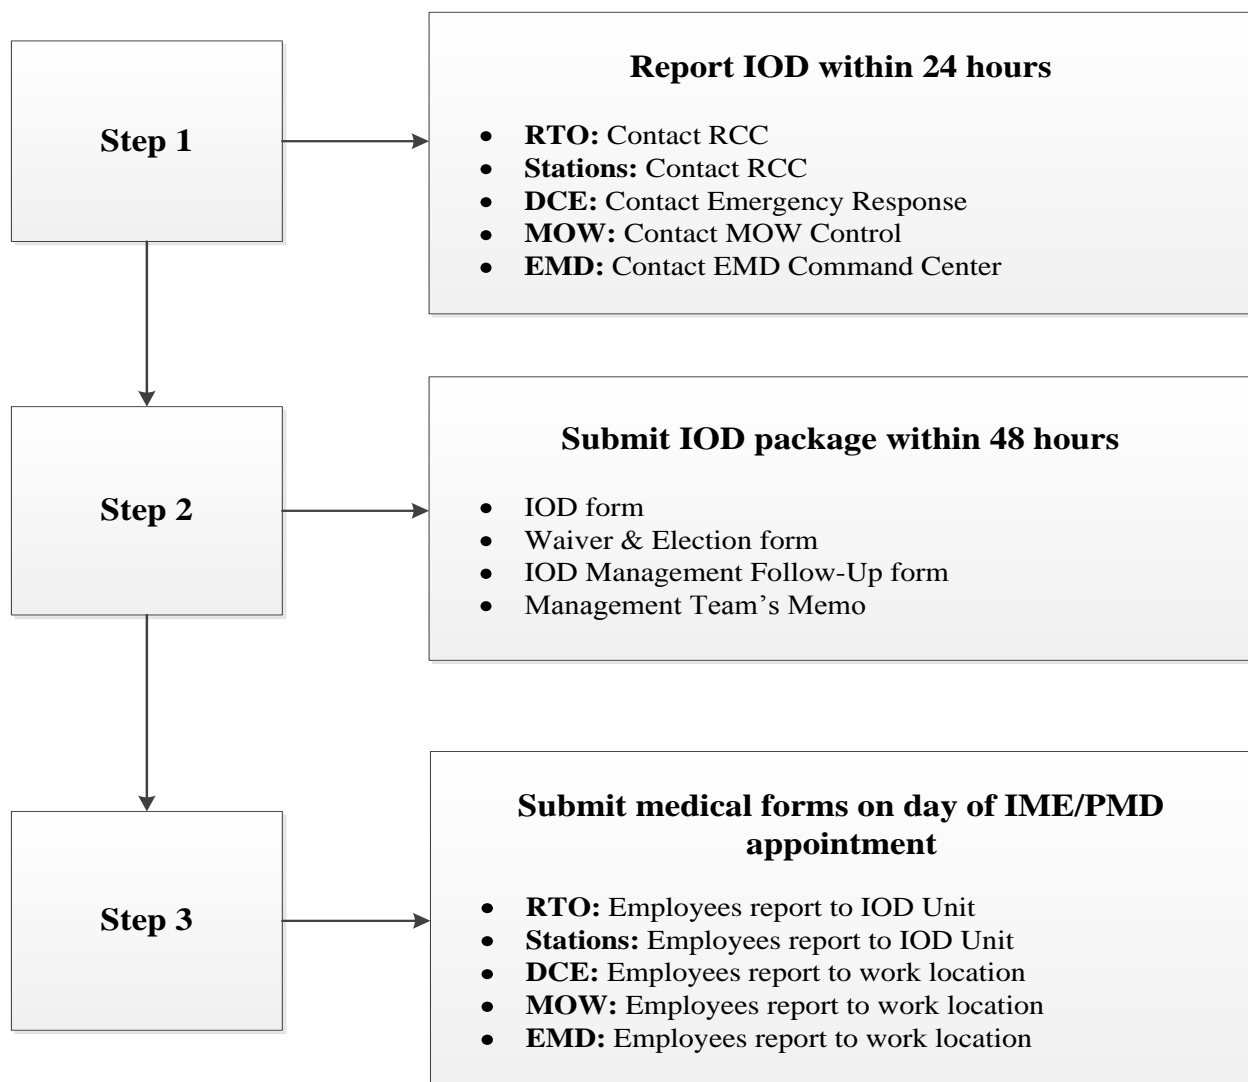 Step 1
Report IOD within 24 hours
• RTO: Contact RCC
• Stations: Contact RCC
• DCE: Contact Emergency Response
• MOW: Contact MOW Control
• EMD: Contact EMD Command Center
Step 2
Submit IOD package within 48 hours
• IOD form
• Waiver & Election form
• IOD Management Follow-Up form
• Management Team’s Memo
Step 3
Submit medical forms on day of IME/PMD
appointment
• RTO: Employees report to IOD Unit
• Stations: Employees report to IOD Unit
• DCE: Employees report to work location
• MOW: Employees report to work location
• EMD: Employees report to work location